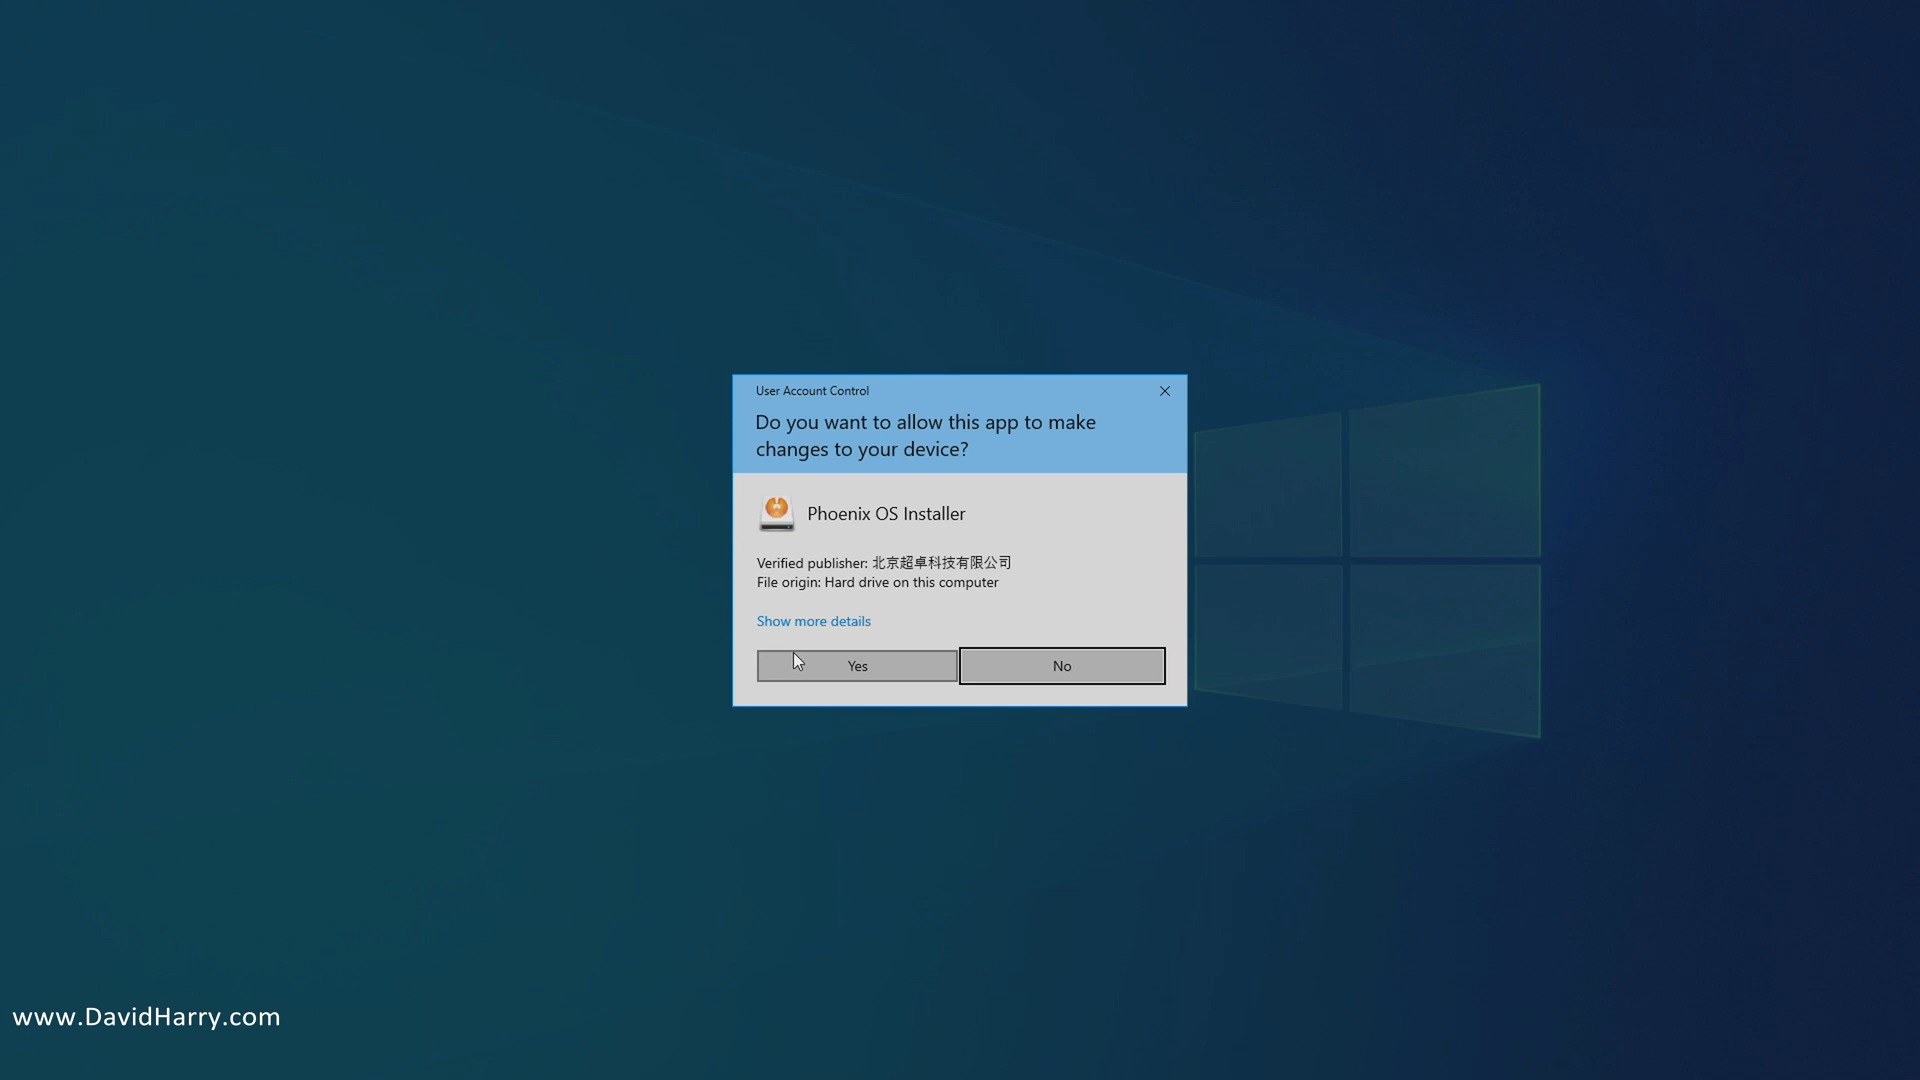 User Account Control
Do you want to allow this app to make
changes to your device?
Phoenix OS Installer
Verified publisher: 北京超卓科技有限公司
File origin: Hard drive on this computer
Show more details
Yes
No
www.DavidHarry.com